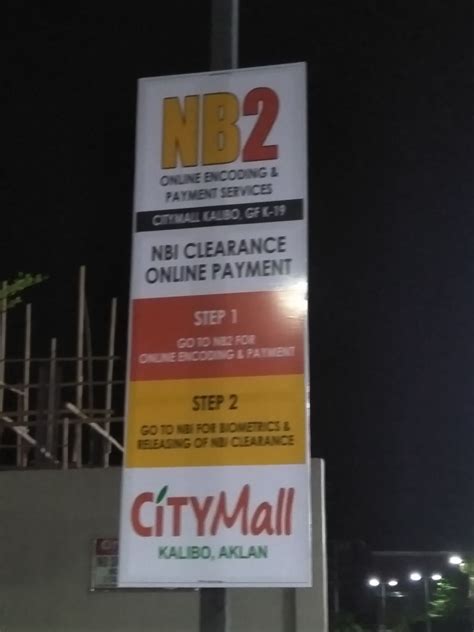 NB2
ONLINE ENCODING &
PAYMENT SERVICES
CITYMALL KALIBO, GF K-19
NBI CLEARANCE
ONLINE PAYMENT
STEP 1
GO TO NB2 FOR
ONLINE ENCODING & PAYMENT
STEP 2
GO TO NBI FOR BIOMETRICS &
RELEASING OF NBI CLEARANCE
CITYMall
KALIBO, AKLAN